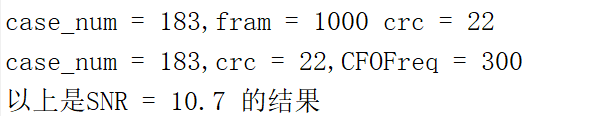 case_num = 183,fram = 1000 crc = 22
case_num = 183,crc = 22,CFOFreq = 300
以上是SNR = 10.7 的结果